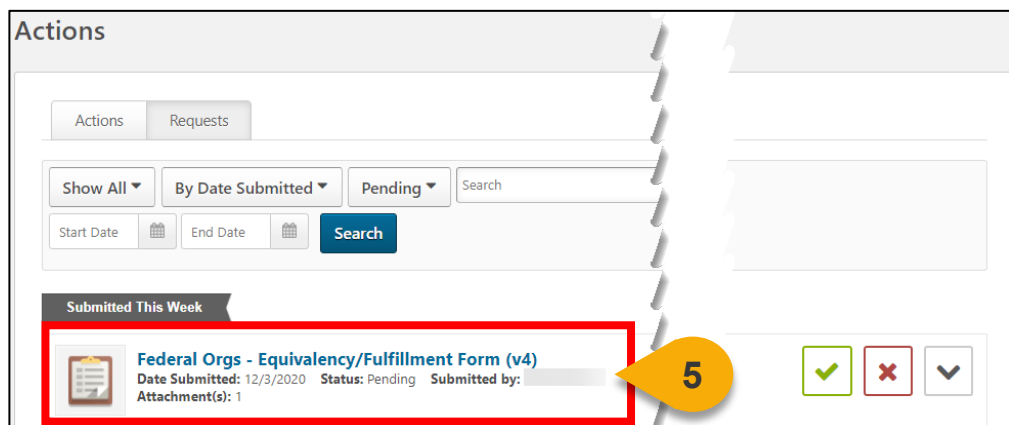 Actions
Actions Requests
Show All By Date Submitted Pending Search
Start Date End Date Search
Submitted This Week
Federal Orgs - Equivalency/Fulfillment Form (v4)
Date Submitted: 12/3/2020 Status: Pending Submitted by:
Attachment(s): 1
5